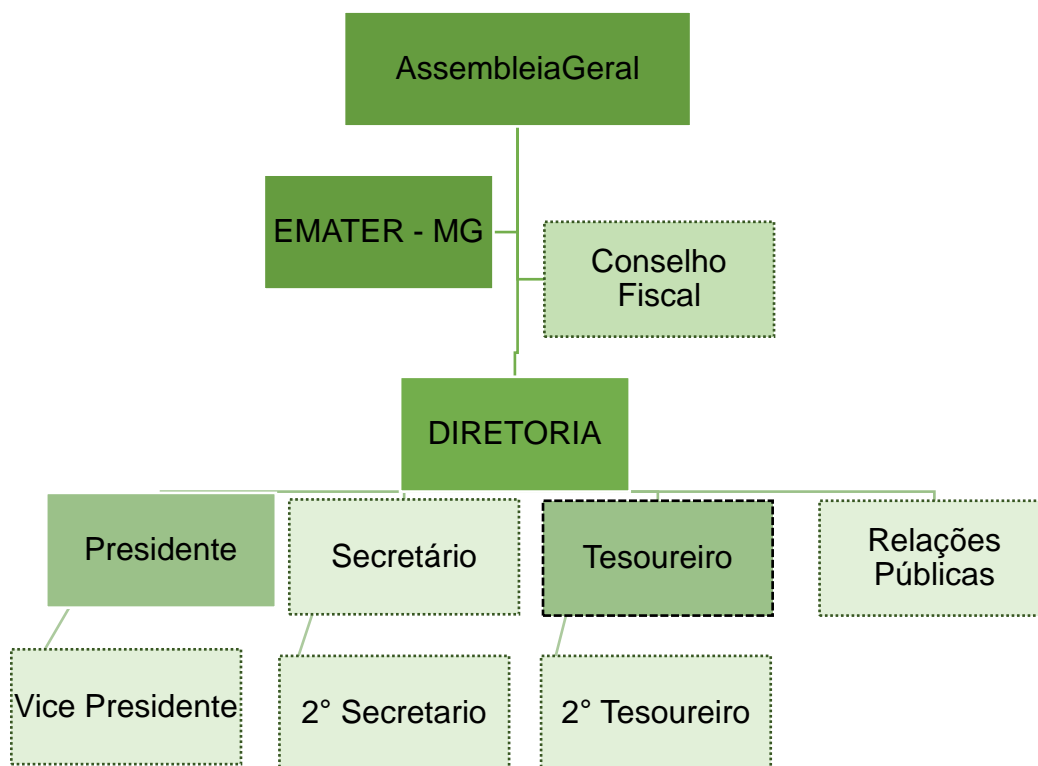 AssembleiaGeral
EMATER - MG
Conselho
Fiscal
DIRETORIA
Presidente
Secretário
Tesoureiro
Relações
Públicas
Vice Presidente
2° Secretario
2° Tesoureiro